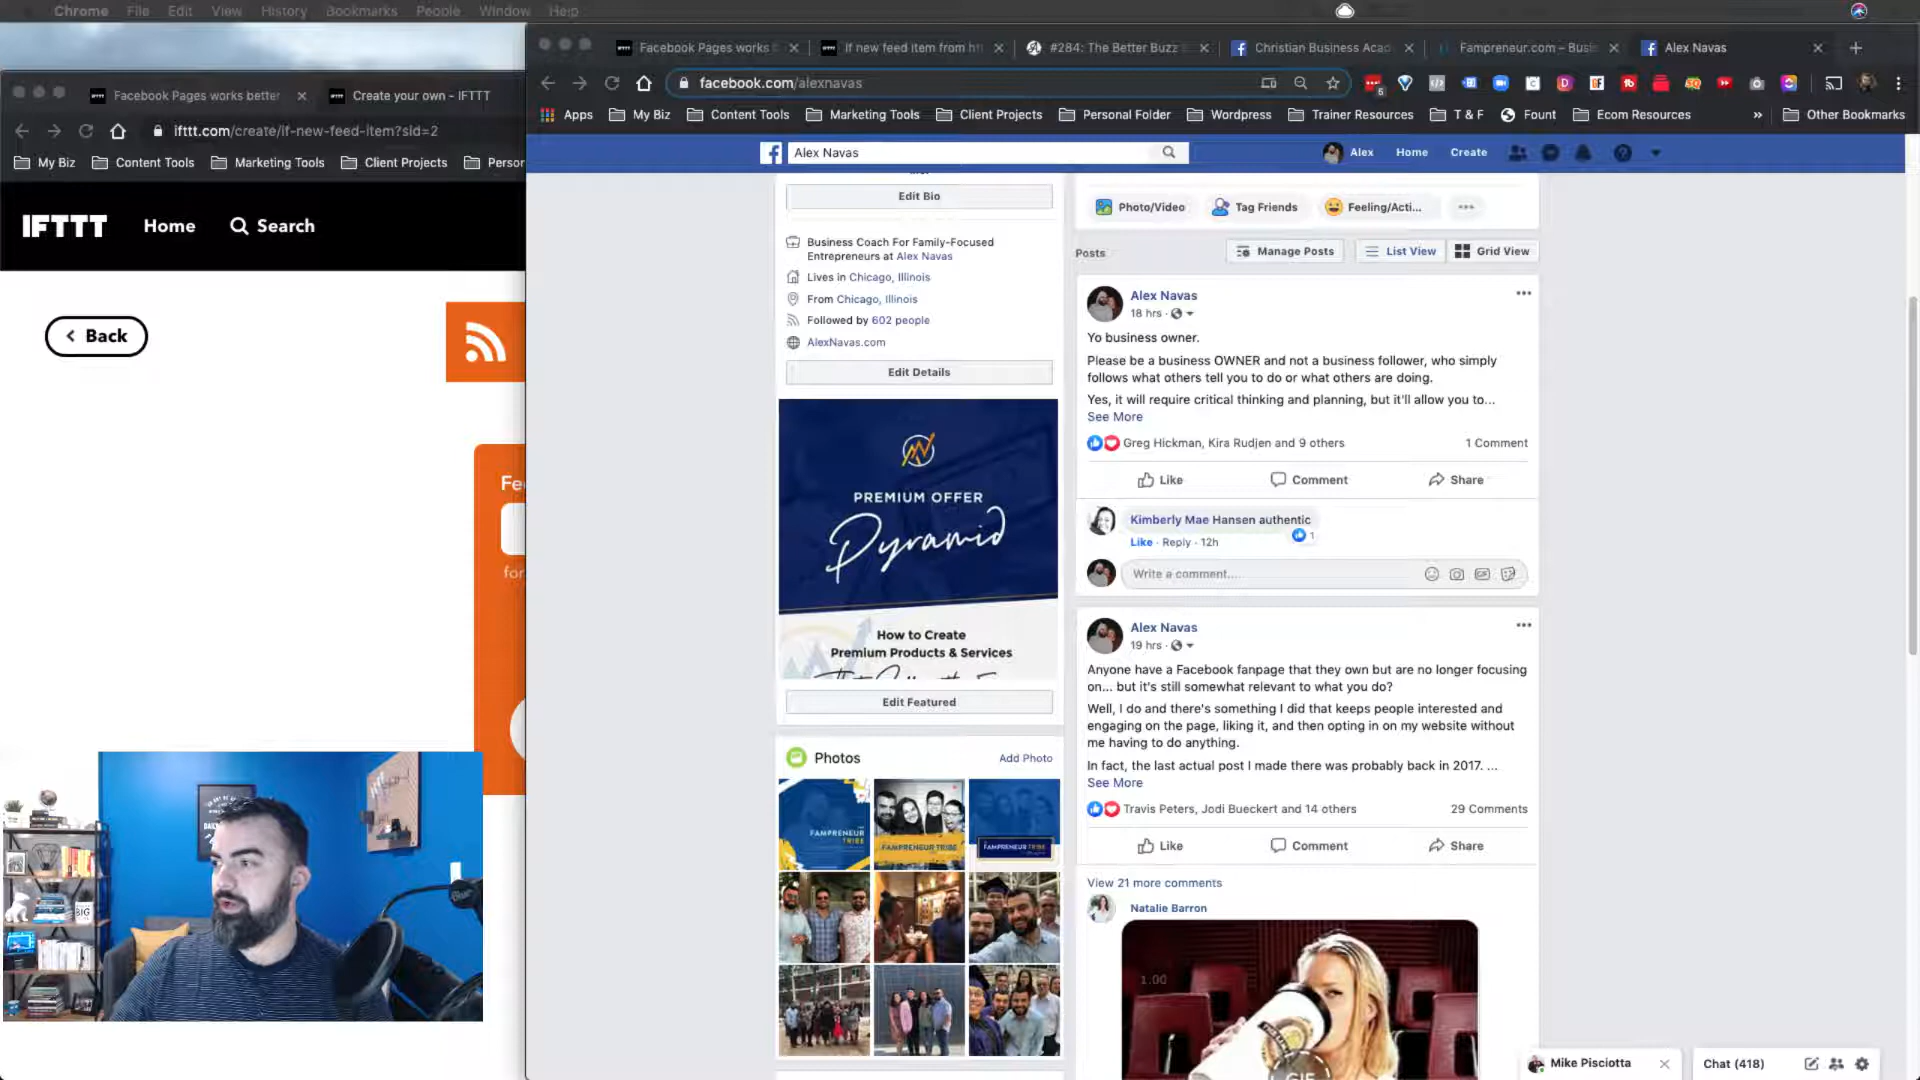 Chrome File Edit View History Bookmarks People Window Help
Facebook Pages works b
If new feed item from ht
#284: The Better Buzz
Christian Business Acad
Fampreneur.com – Busi
Alex Navas
facebook.com/alexnavas
Apps My Biz Content Tools Marketing Tools Client Projects Personal Folder Wordpress Trainer Resources T & F Fount Ecom Resources » Other Bookmarks
Facebook Pages works better
Create your own - IFTTT
ifttt.com/create/if-new-feed-item?sid=2
My Biz Content Tools Marketing Tools Client Projects Person
IFTTT Home Search
Back
Fe
for
Alex Navas
Alex Home Create
Edit Bio
Business Coach For Family-Focused
Entrepreneurs at Alex Navas
Lives in Chicago, Illinois
From Chicago, Illinois
Followed by 602 people
AlexNavas.com
Edit Details
PREMIUM OFFER
Pyramid
How to Create
Premium Products & Services
Edit Featured
Photos Add Photo
FAMPRENEUR
TRIBE
FAMPRENEUR TRIBE
FAMPRENEUR TRIBE
Photo/Video Tag Friends Feeling/Acti...
Posts Manage Posts List View Grid View
Alex Navas
18 hrs ·
Yo business owner.
Please be a business OWNER and not a business follower, who simply
follows what others tell you to do or what others are doing.
Yes, it will require critical thinking and planning, but it'll allow you to...
See More
Greg Hickman, Kira Rudjen and 9 others 1 Comment
Like Comment Share
Kimberly Mae Hansen authentic
1
Like · Reply · 12h
Write a comment...
Alex Navas
19 hrs ·
Anyone have a Facebook fanpage that they own but are no longer focusing
on... but it's still somewhat relevant to what you do?
Well, I do and there's something I did that keeps people interested and
engaging on the page, liking it, and then opting in on my website without
me having to do anything.
In fact, the last actual post I made there was probably back in 2017. ...
See More
Travis Peters, Jodi Bueckert and 14 others 29 Comments
Like Comment Share
View 21 more comments
Natalie Barron
1.00
GIF
Mike Pisciotta
Chat (418)
BIG